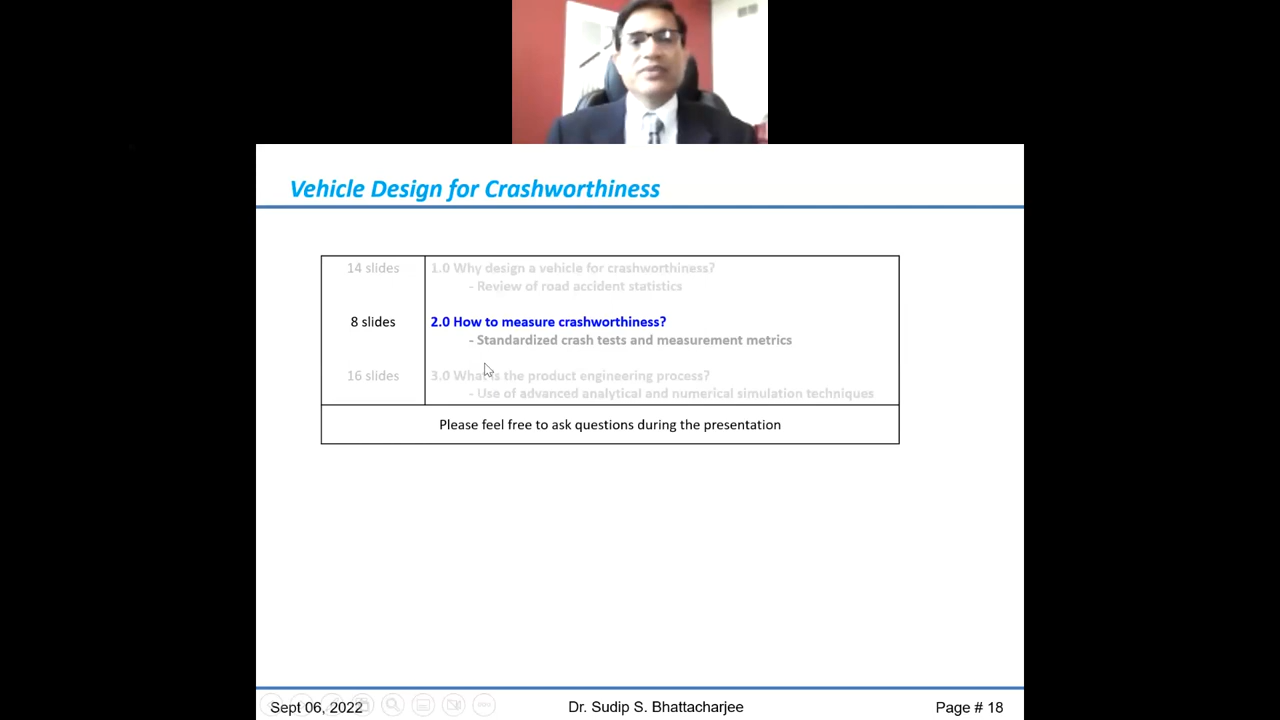 Vehicle Design for Crashworthiness
14 slides
1.0 Why design a vehicle for crashworthiness?
- Review of road accident statistics
8 slides
2.0 How to measure crashworthiness?
- Standardized crash tests and measurement metrics
16 slides
3.0 What is the product engineering process?
- Use of advanced analytical and numerical simulation techniques
Please feel free to ask questions during the presentation
Sept 06, 2022
Dr. Sudip S. Bhattacharjee
Page # 18